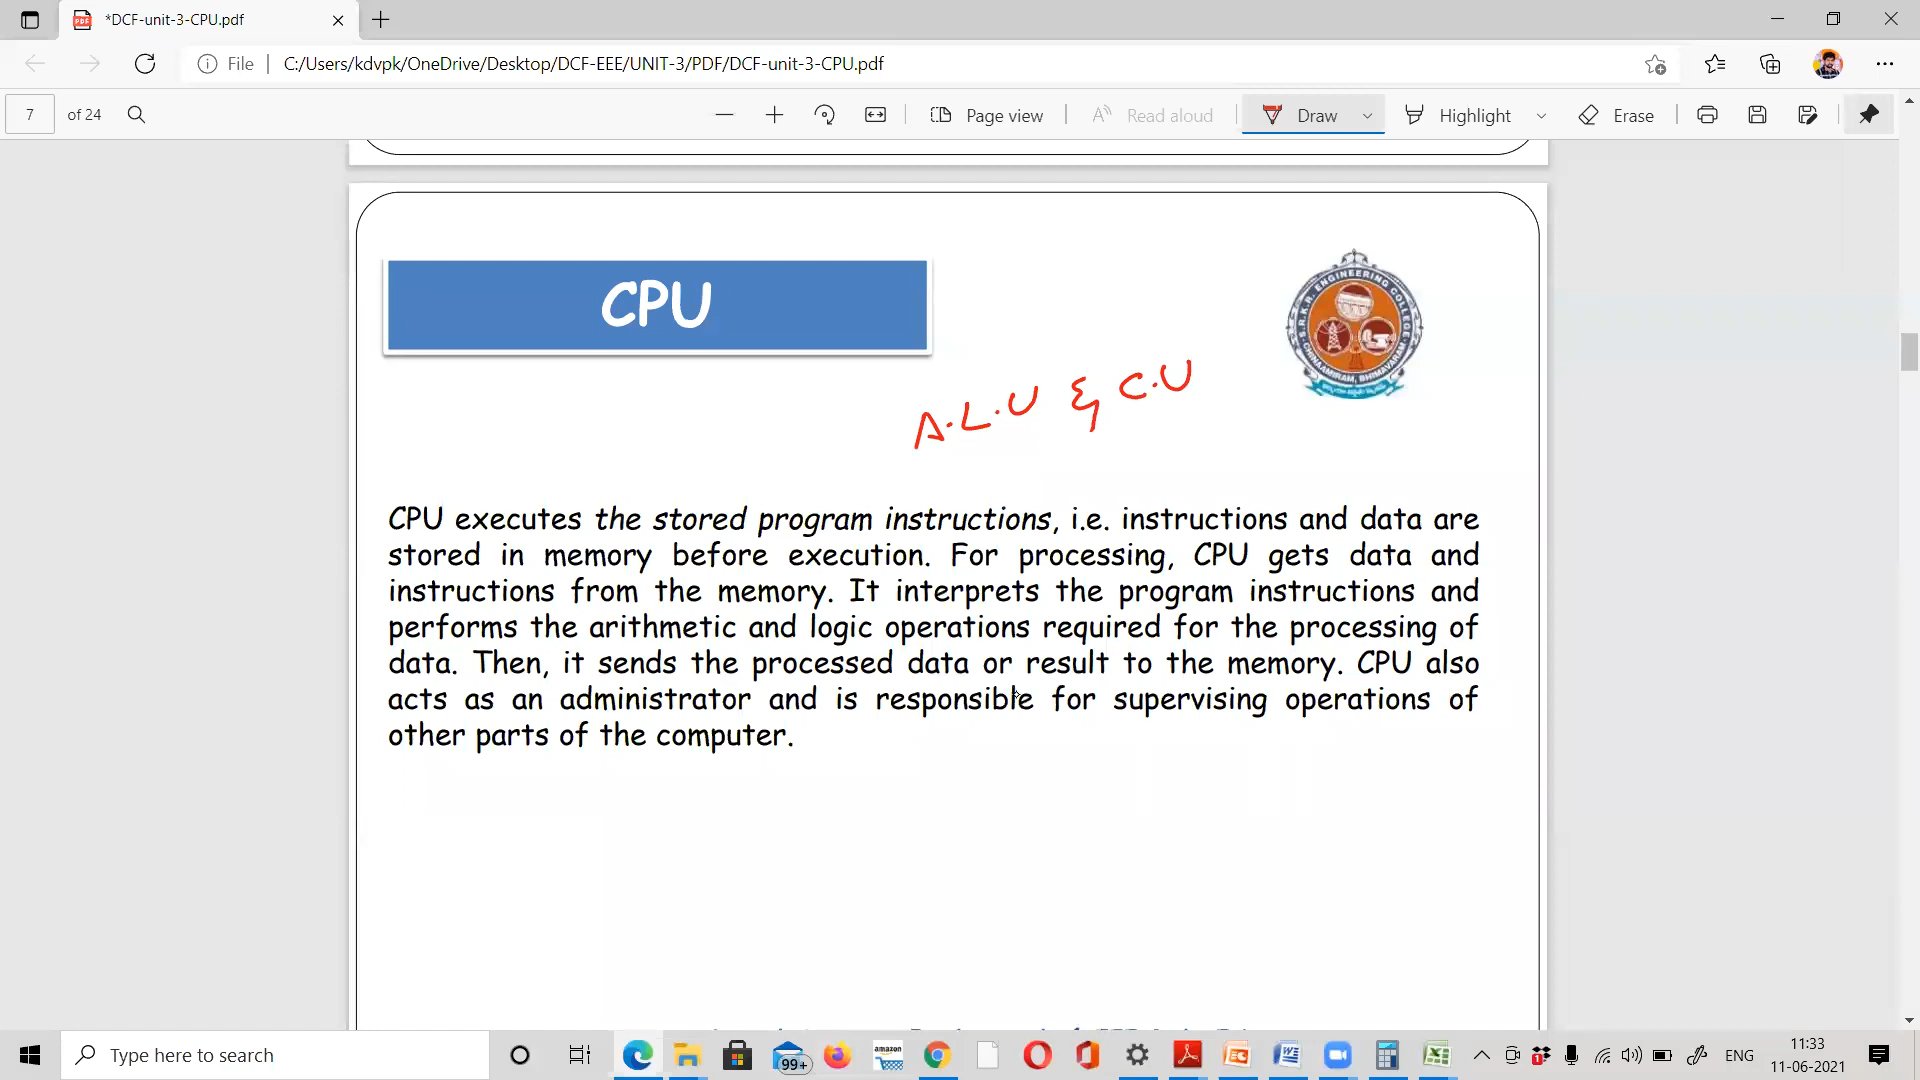 *DCF-unit-3-CPU.pdf
File
C:/Users/kdvpk/OneDrive/Desktop/DCF-EEE/UNIT-3/PDF/DCF-unit-3-CPU.pdf
7 of 24
Page view
Read aloud
Draw
Highlight
Erase
CPU
S.R.K.R. ENGINEERING COLLEGE
CHINAAMIRAM, BHIMAVARAM
A.L.U & C.U
CPU executes the stored program instructions, i.e. instructions and data are
stored in memory before execution. For processing, CPU gets data and
instructions from the memory. It interprets the program instructions and
performs the arithmetic and logic operations required for the processing of
data. Then, it sends the processed data or result to the memory. CPU also
acts as an administrator and is responsible for supervising operations of
other parts of the computer.
Type here to search
99+
amazon
ENG
11:33
11-06-2021